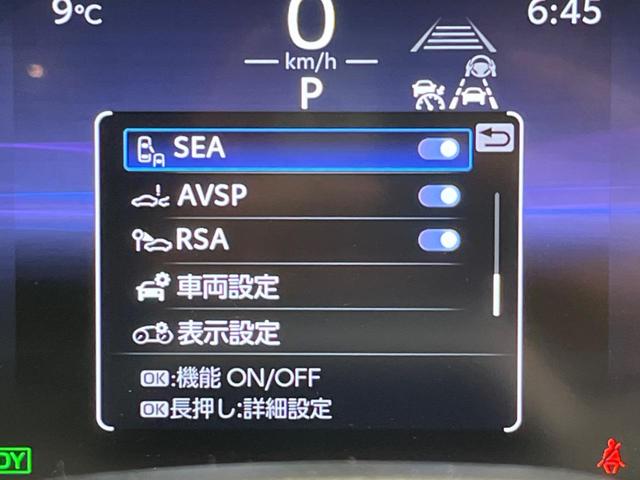 9℃
0
6:45
km/h
P
SEA
AVSP
RSA
車両設定
表示設定
OK:機能 ON/OFF
OK長押し:詳細設定
DY